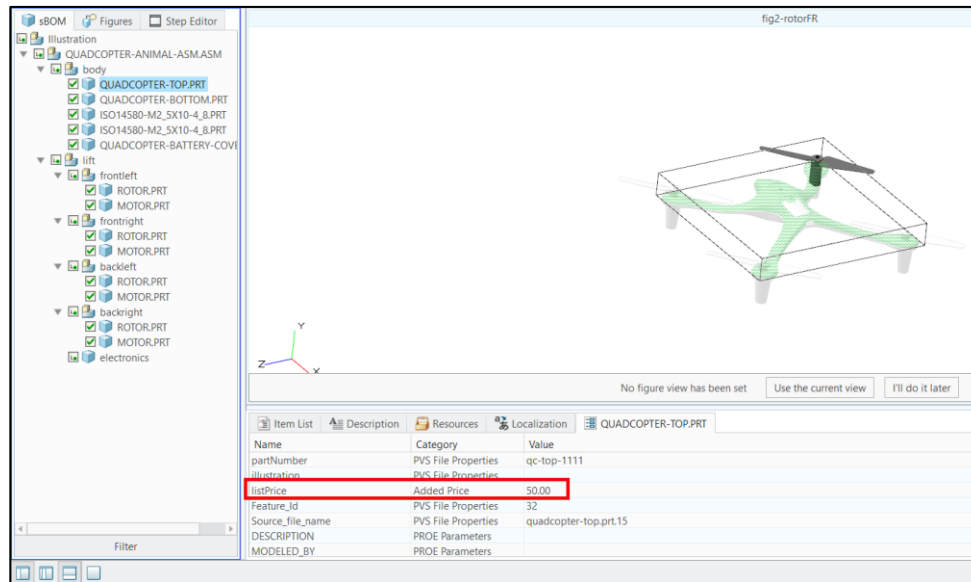 sBOM Figures Step Editor
Illustration
QUADCOPTER-ANIMAL-ASM.ASM
body
QUADCOPTER-TOP.PRT
QUADCOPTER-BOTTOM.PRT
ISO14580-M2_5X10-4_8.PRT
ISO14580-M2_5X10-4_8.PRT
QUADCOPTER-BATTERY-COVE
lift
frontleft
ROTOR.PRT
MOTOR.PRT
frontright
ROTOR.PRT
MOTOR.PRT
backleft
ROTOR.PRT
MOTOR.PRT
backright
ROTOR.PRT
MOTOR.PRT
electronics
Filter
fig2-rotorFR
Y
Z
X
No figure view has been set Use the current view I'll do it later
Item List Description Resources Localization QUADCOPTER-TOP.PRT
Name Category Value
partNumber PVS File Properties qc-top-1111
illustration PVS File Properties
listPrice Added Price 50.00
Feature_Id PVS File Properties 32
Source_file_name PVS File Properties quadcopter-top.prt.15
DESCRIPTION PROE Parameters
MODELED_BY PROE Parameters